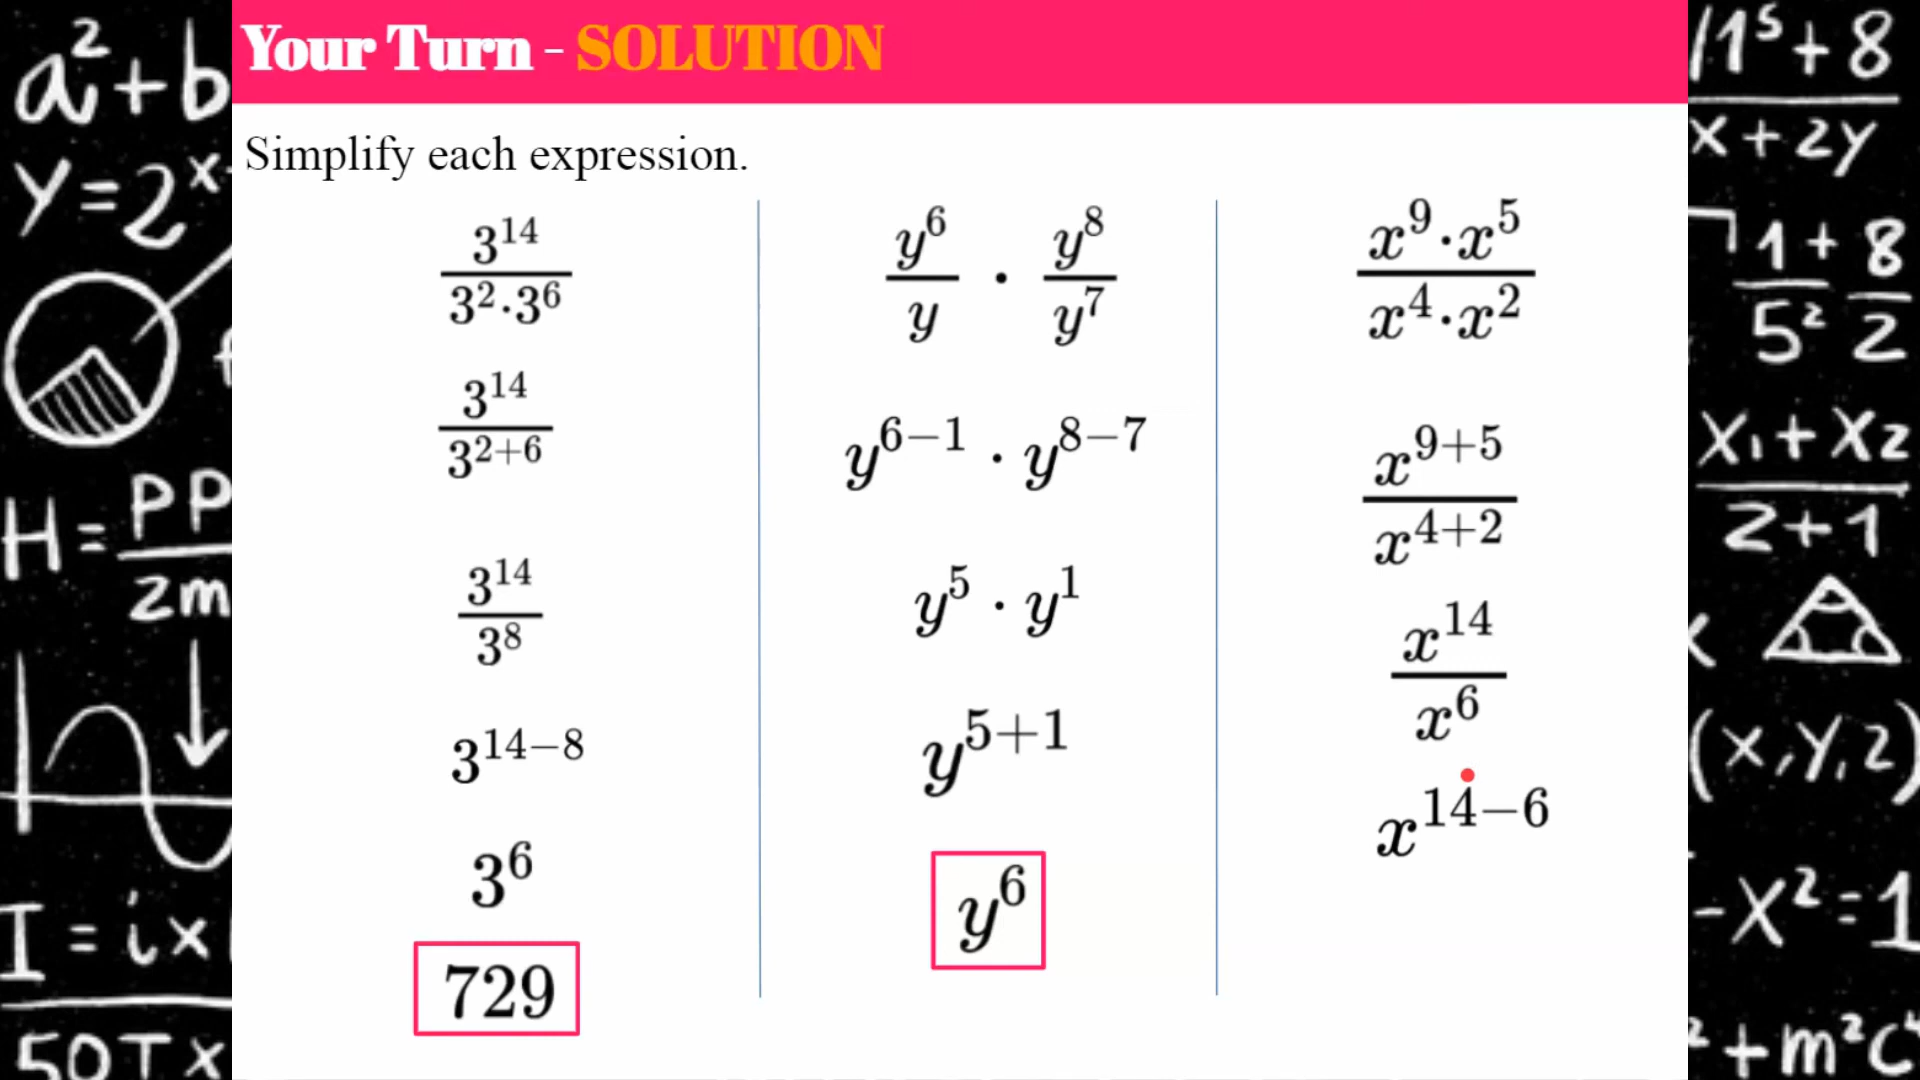 Your Turn - SOLUTION
Simplify each expression.
3^14 / (3^2·3^6)
3^14 / 3^(2+6)
3^14 / 3^8
3^(14−8)
3^6
729
y^6 / y · y^8 / y^7
y^(6−1) · y^(8−7)
y^5 · y^1
y^(5+1)
y^6
(x^9·x^5) / (x^4·x^2)
x^(9+5) / x^(4+2)
x^14 / x^6
x^(14−6)
a^2+b
y=2^x
H=PP/2m
I=ix
50Tx
1^5+8
x+2y
1+8
5^2 2
X1+X2
2+1
(x,y,2)
-x^2=1
+m^2c